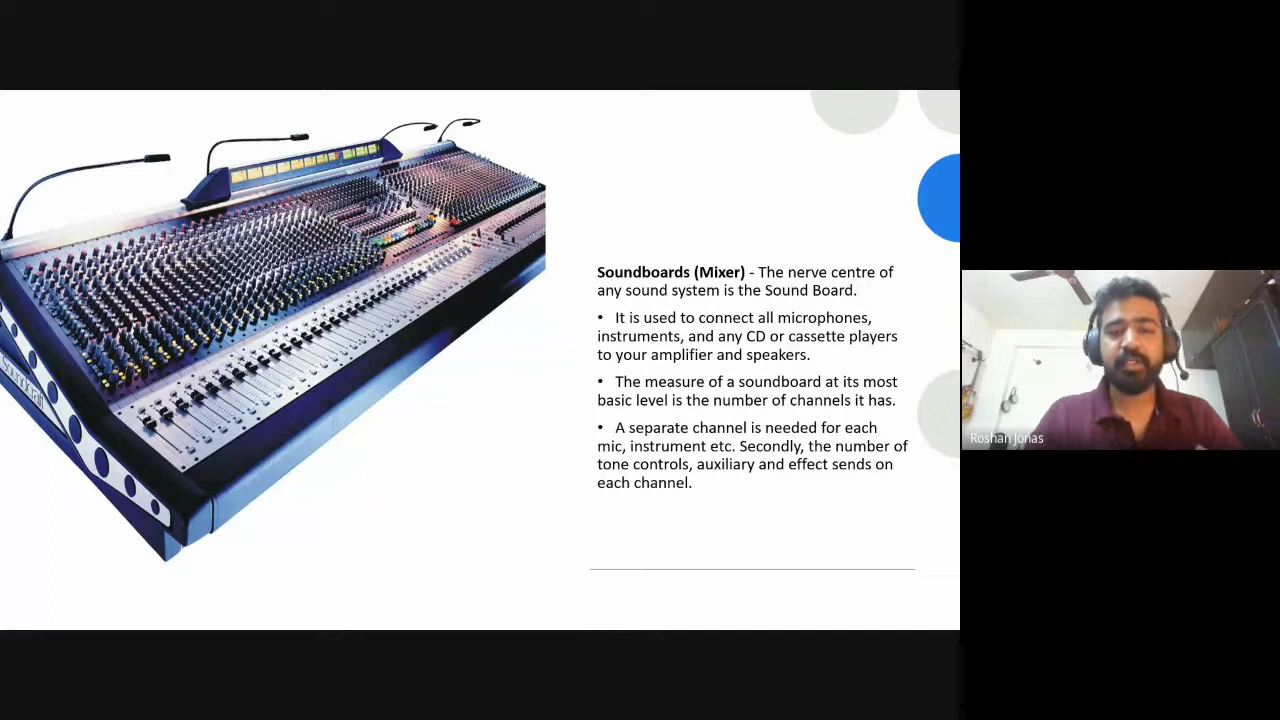 Soundboards (Mixer) - The nerve centre of
any sound system is the Sound Board.
• It is used to connect all microphones,
instruments, and any CD or cassette players
to your amplifier and speakers.
• The measure of a soundboard at its most
basic level is the number of channels it has.
• A separate channel is needed for each
mic, instrument etc. Secondly, the number of
tone controls, auxiliary and effect sends on
each channel.
Soundcraft
Roshan Jonas